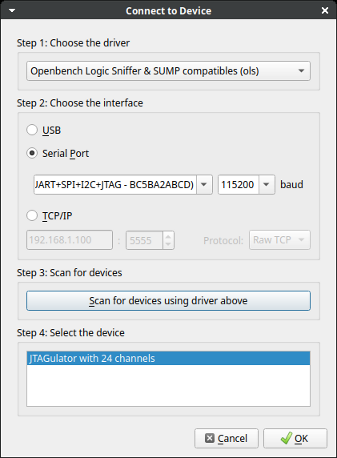 Connect to Device
Step 1: Choose the driver
Openbench Logic Sniffer & SUMP compatibles (ols)
Step 2: Choose the interface
USB
Serial Port
UART+SPI+I2C+JTAG - BC5BA2ABCD) 115200 baud
TCP/IP
192.168.1.100 : 5555 Protocol: Raw TCP
Step 3: Scan for devices
Scan for devices using driver above
Step 4: Select the device
JTAGulator with 24 channels
Cancel OK